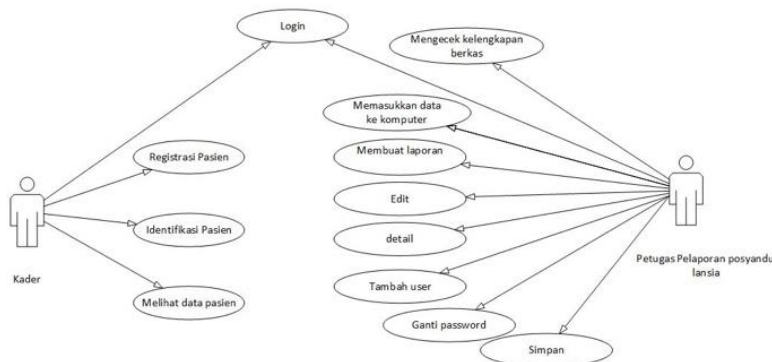 Login
Mengecek kelengkapan
berkas
Memasukkan data
ke komputer
Membuat laporan
Registrasi Pasien
Edit
Identifikasi Pasien
detail
Kader
Petugas Pelaporan posyandu
lansia
Melihat data pasien
Tambah user
Ganti password
Simpan